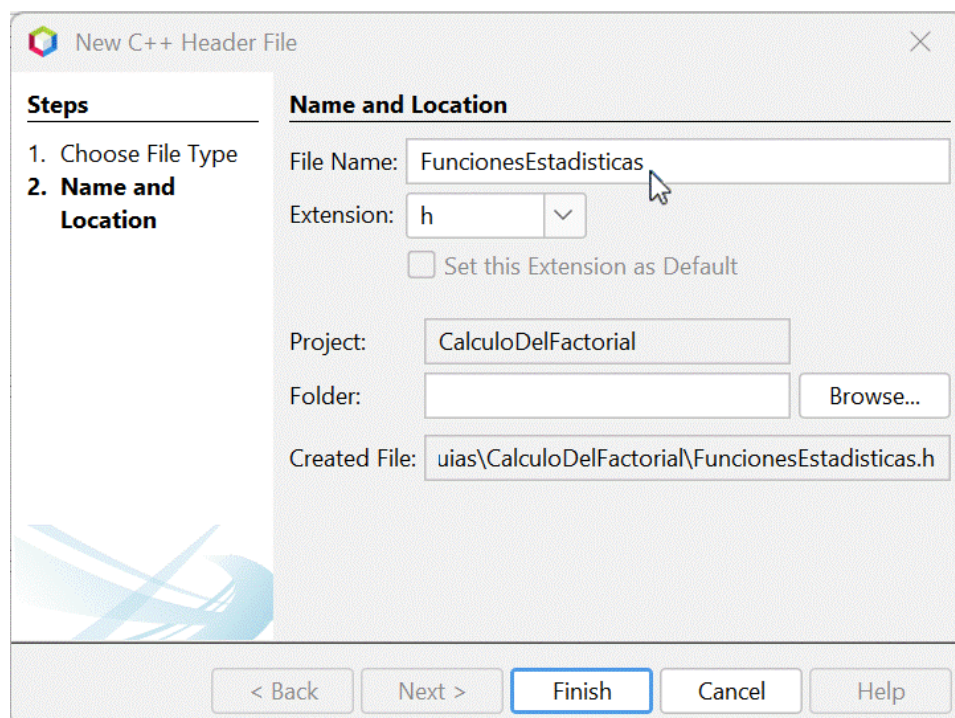 New C++ Header File
Steps
1. Choose File Type
2. Name and
Location
Name and Location
File Name: FuncionesEstadisticas
Extension: h
Set this Extension as Default
Project: CalculoDelFactorial
Folder: Browse...
Created File: uias\CalculoDelFactorial\FuncionesEstadisticas.h
< Back Next > Finish Cancel Help